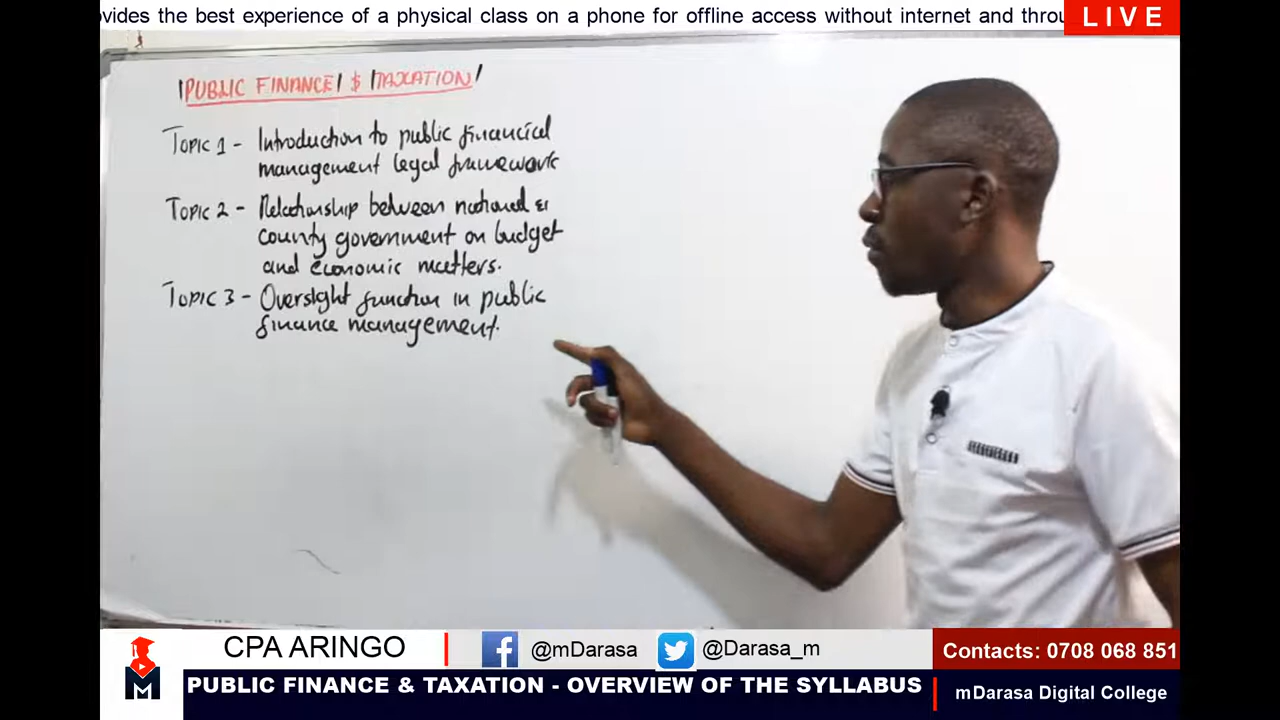 vides the best experience of a physical class on a phone for offline access without internet and throu
LIVE
PUBLIC FINANCE & TAXATION
TOPIC 1 - Introduction to public financial
management legal framework
TOPIC 2 - Relationship between national &
county government on budget
and economic matters.
TOPIC 3 - Oversight function in public
finance management.
CPA ARINGO
@mDarasa
@Darasa_m
Contacts: 0708 068 851
PUBLIC FINANCE & TAXATION - OVERVIEW OF THE SYLLABUS
mDarasa Digital College